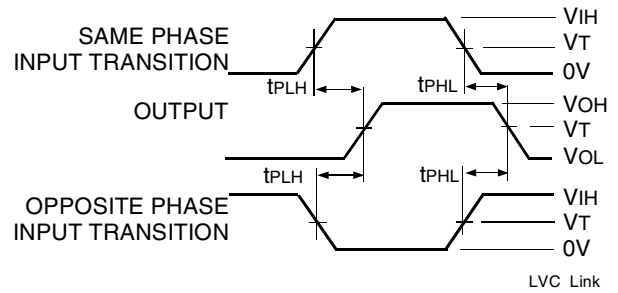 SAME PHASE
INPUT TRANSITION
VIH
VT
0V
tPLH
tPHL
OUTPUT
VOH
VT
VOL
tPLH
tPHL
OPPOSITE PHASE
INPUT TRANSITION
VIH
VT
0V
LVC Link